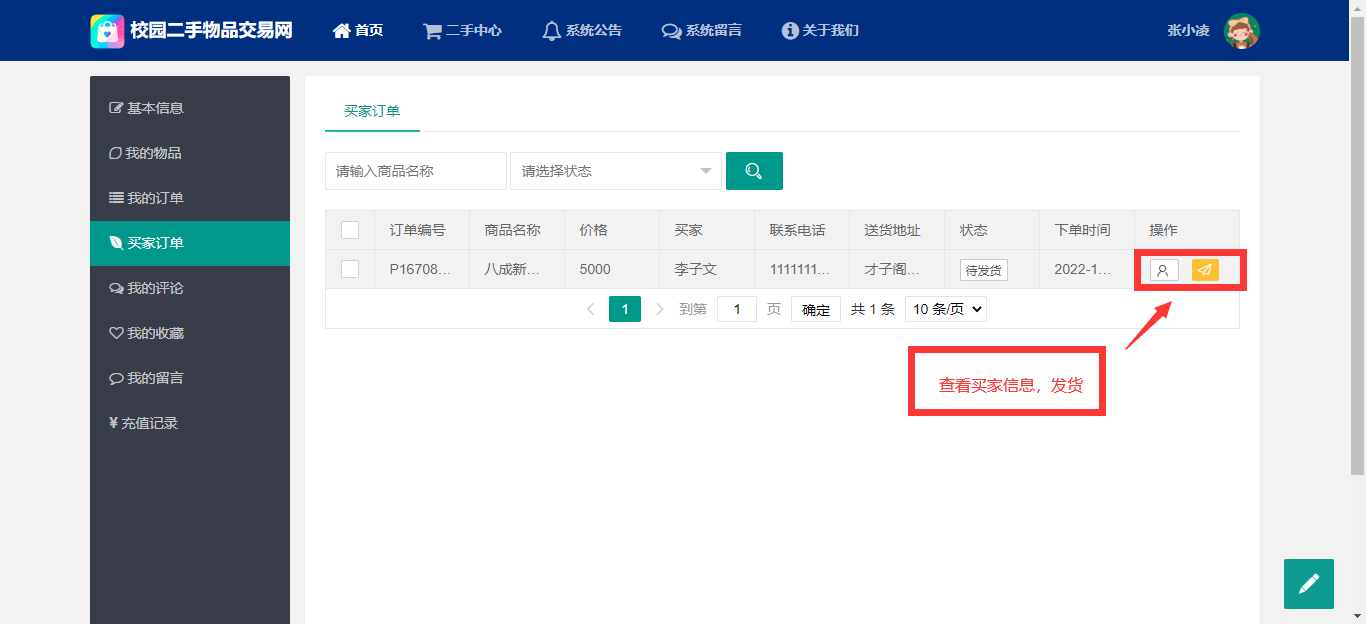 校园二手物品交易网 首页 二手中心 系统公告 系统留言 关于我们 张小凌
基本信息
我的物品
我的订单
买家订单
我的评论
我的收藏
我的留言
¥ 充值记录
买家订单
请输入商品名称 请选择状态
订单编号 商品名称 价格 买家 联系电话 送货地址 状态 下单时间 操作
P16708... 八成新... 5000 李子文 1111111... 才子阁... 待发货 2022-1...
1 到第 1 页 确定 共 1 条 10 条/页
查看买家信息，发货